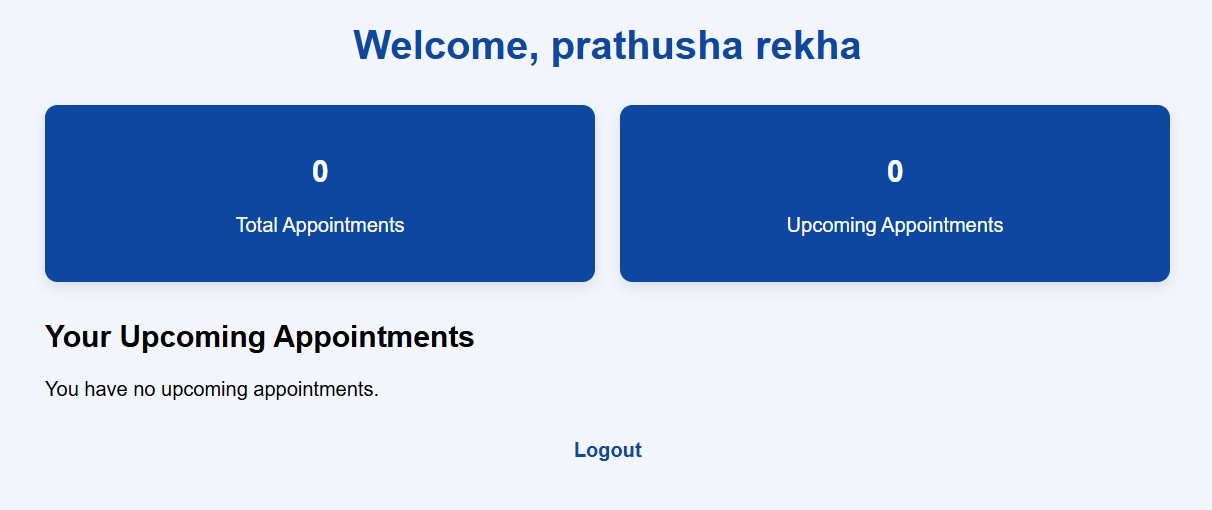 Welcome, prathusha rekha
0
Total Appointments
0
Upcoming Appointments
Your Upcoming Appointments
You have no upcoming appointments.
Logout